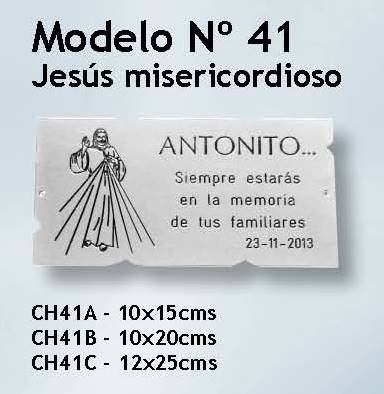 Modelo Nº 41
Jesús misericordioso
ANTONITO...
Siempre estarás
en la memoria
de tus familiares
23-11-2013
CH41A - 10x15cms
CH41B - 10x20cms
CH41C - 12x25cms